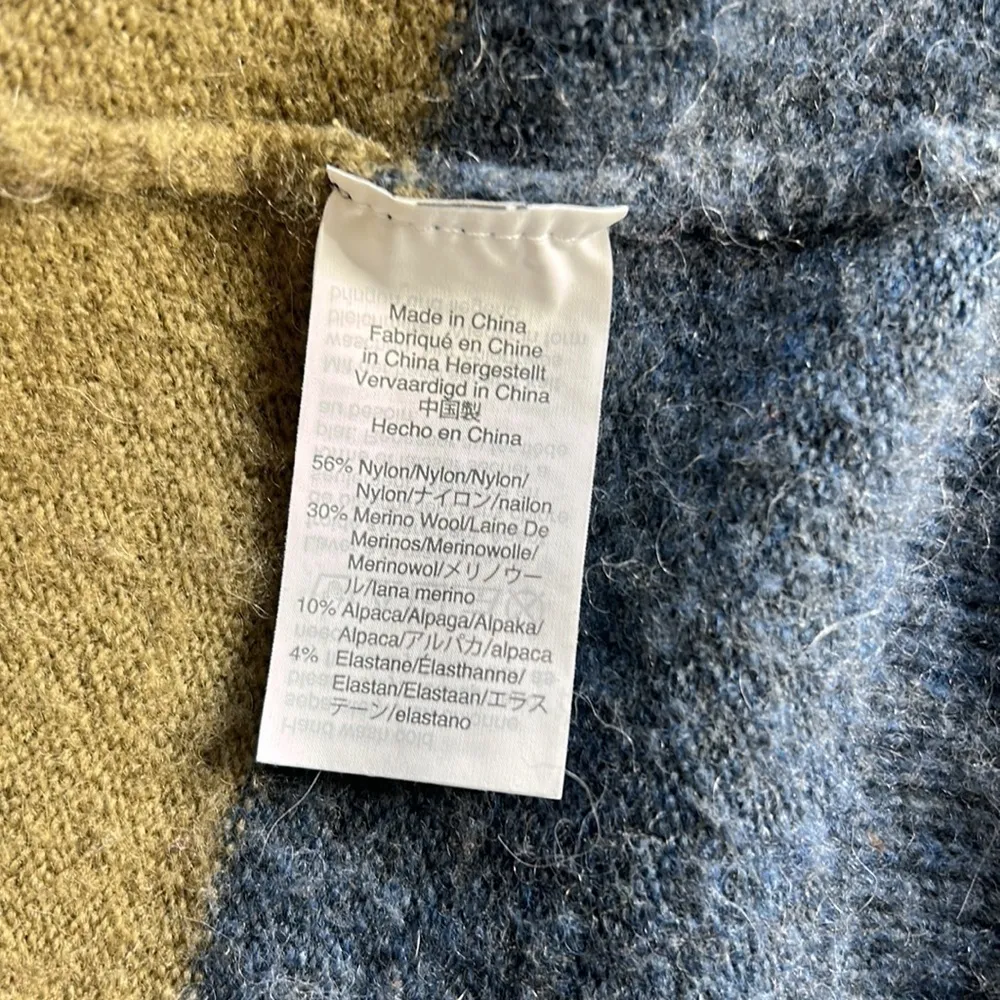 Made in China
Fabriqué en Chine
in China Hergestellt
Vervaardigd in China
中国製
Hecho en China
56% Nylon/Nylon/Nylon/
Nylon/ナイロン/nailon
30% Merino Wool/Laine De
Merinos/Merinowolle/
Merinowol/メリノウー
ル/lana merino
10% Alpaca/Alpaga/Alpaka/
Alpaca/アルパカ/alpaca
4% Elastane/Élasthanne/
Elastan/Elastaan/エラス
テーン/elastano
Hand wash cold